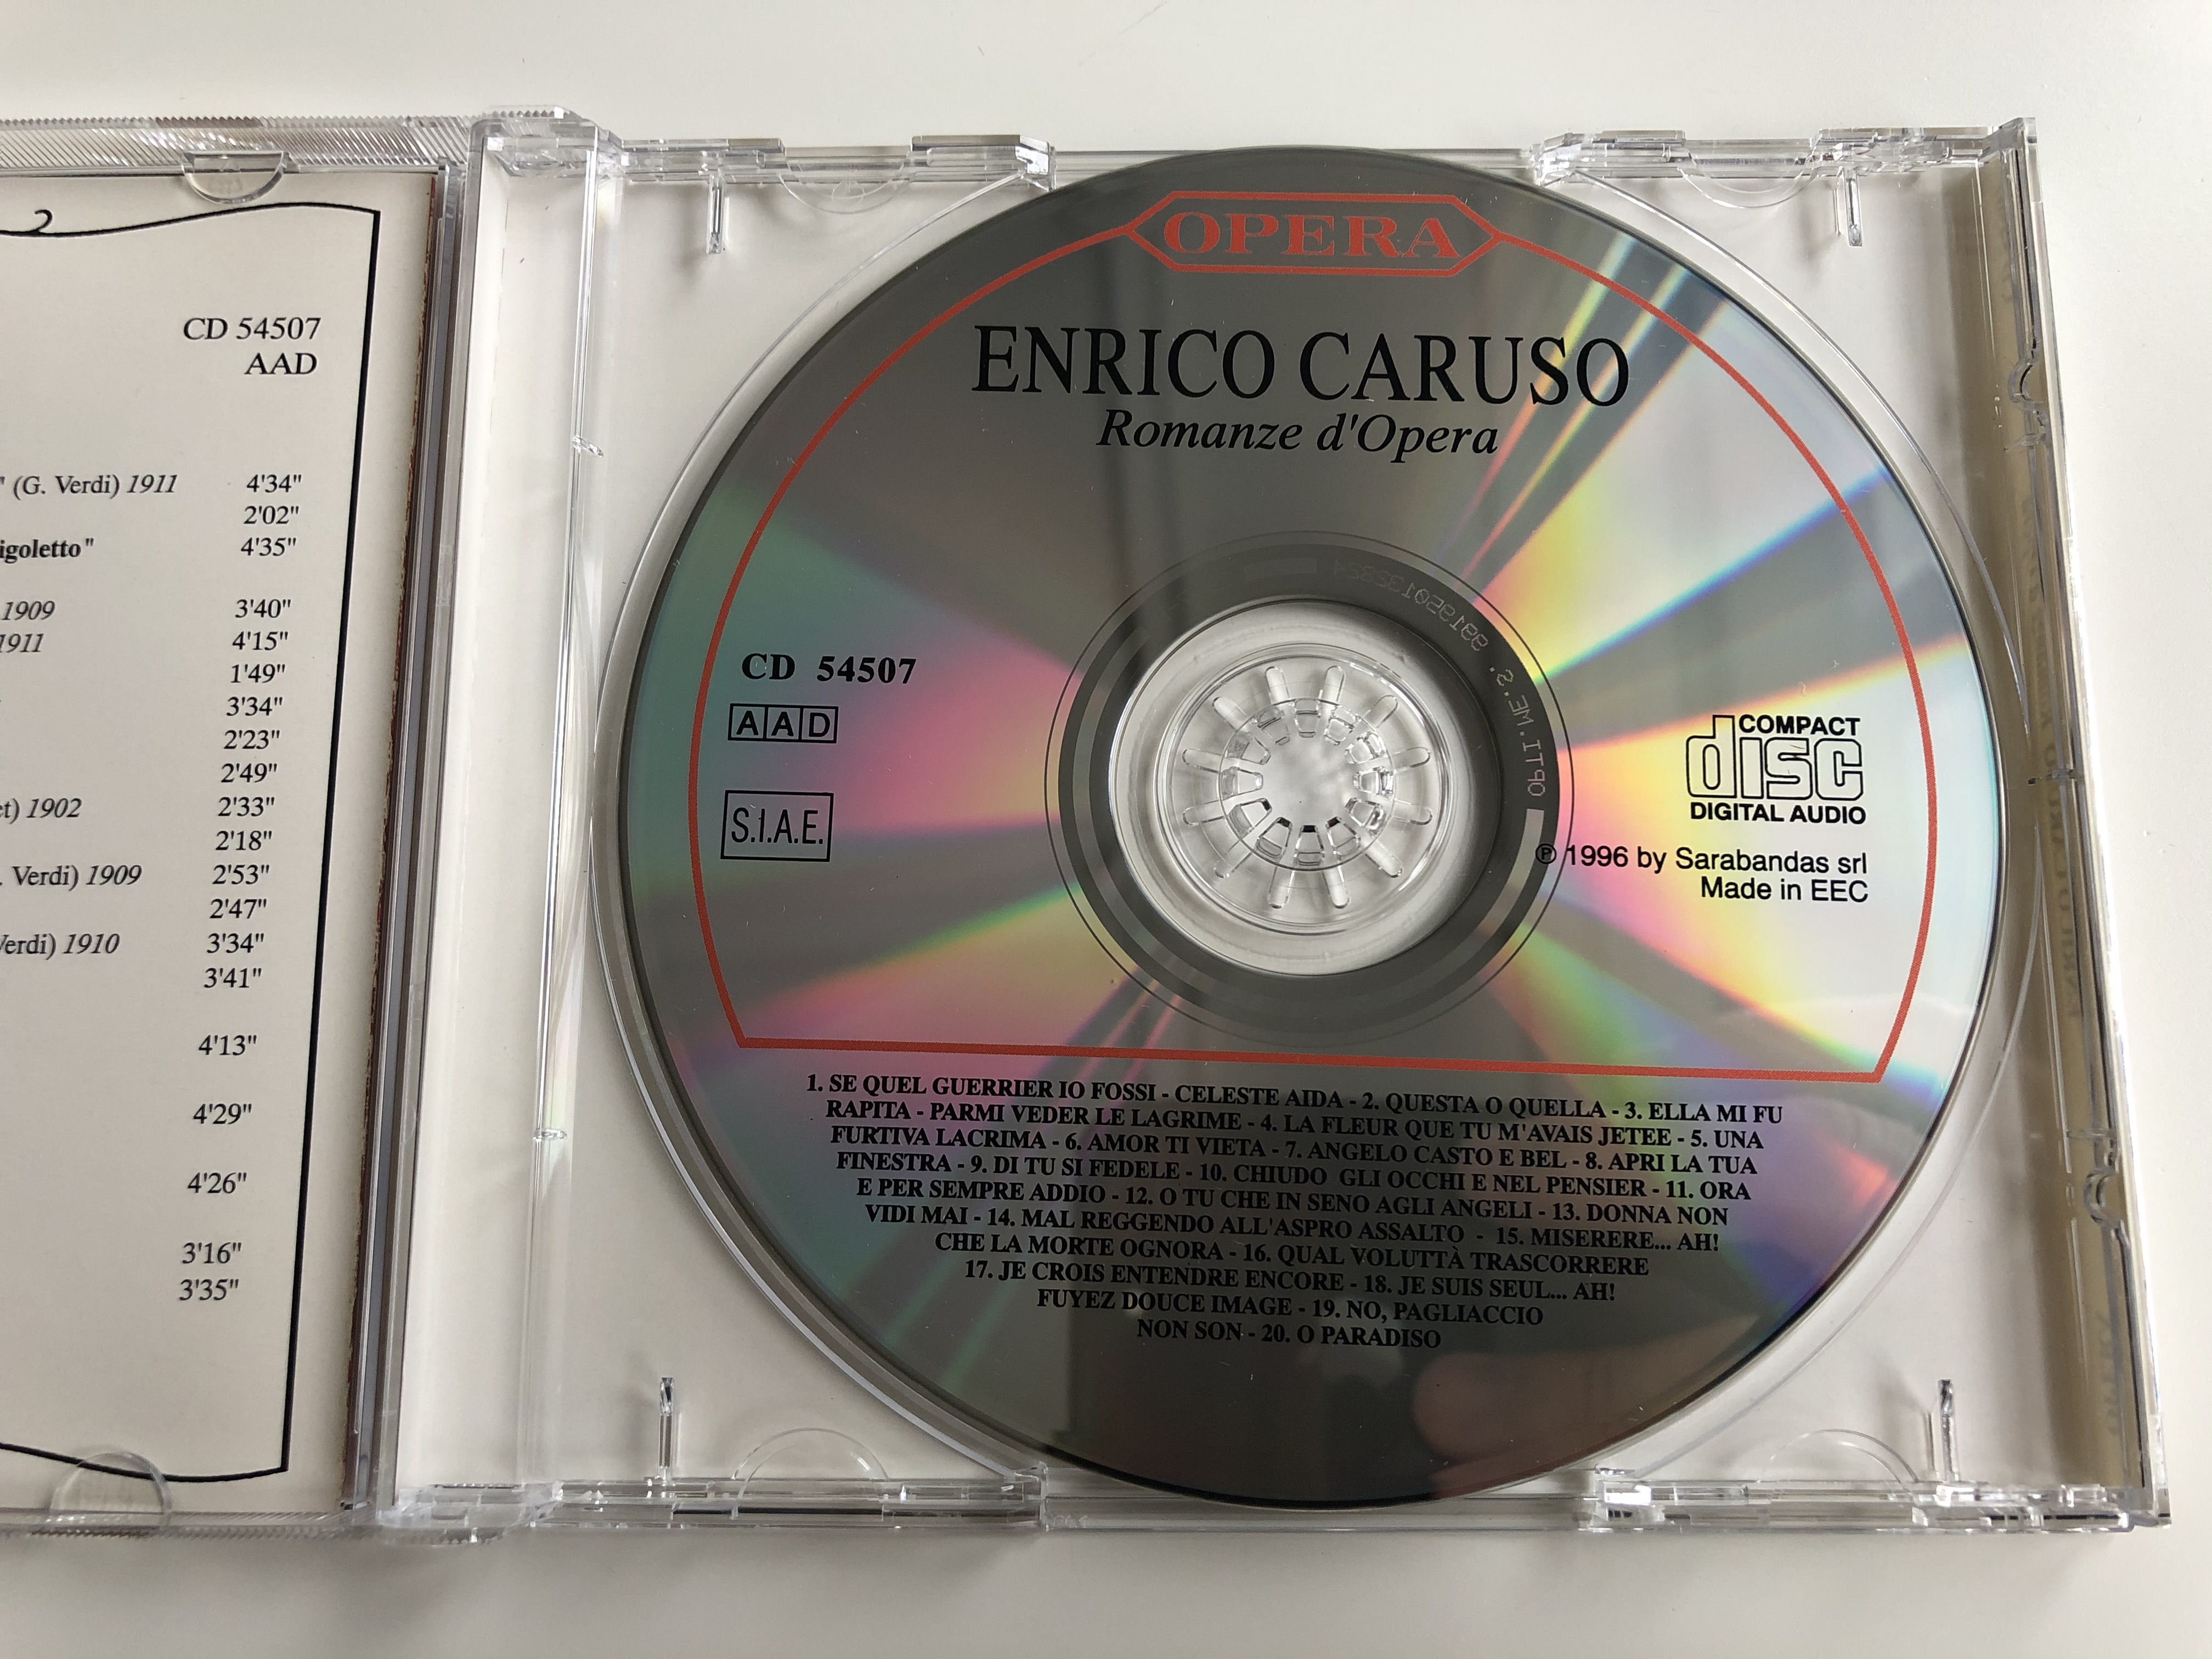 CD 54507
AAD
" (G. Verdi) 1911 4'34"
2'02"
igoletto" 4'35"
1909 3'40"
1911 4'15"
1'49"
3'34"
2'23"
2'49"
et) 1902 2'33"
2'18"
. Verdi) 1909 2'53"
2'47"
Verdi) 1910 3'34"
3'41"
4'13"
4'29"
4'26"
3'16"
3'35"
OPERA
ENRICO CARUSO
Romanze d'Opera
CD 54507
AAD
S.I.A.E.
COMPACT
disc
DIGITAL AUDIO
℗ 1996 by Sarabandas srl
Made in EEC
1. SE QUEL GUERRIER IO FOSSI - CELESTE AIDA - 2. QUESTA O QUELLA - 3. ELLA MI FU
RAPITA - PARMI VEDER LE LAGRIME - 4. LA FLEUR QUE TU M'AVAIS JETEE - 5. UNA
FURTIVA LACRIMA - 6. AMOR TI VIETA - 7. ANGELO CASTO E BEL - 8. APRI LA TUA
FINESTRA - 9. DI TU SI FEDELE - 10. CHIUDO GLI OCCHI E NEL PENSIER - 11. ORA
E PER SEMPRE ADDIO - 12. O TU CHE IN SENO AGLI ANGELI - 13. DONNA NON
VIDI MAI - 14. MAL REGGENDO ALL'ASPRO ASSALTO - 15. MISERERE... AH!
CHE LA MORTE OGNORA - 16. QUAL VOLUTTÀ TRASCORRERE
17. JE CROIS ENTENDRE ENCORE - 18. JE SUIS SEUL... AH!
FUYEZ DOUCE IMAGE - 19. NO, PAGLIACCIO
NON SON - 20. O PARADISO